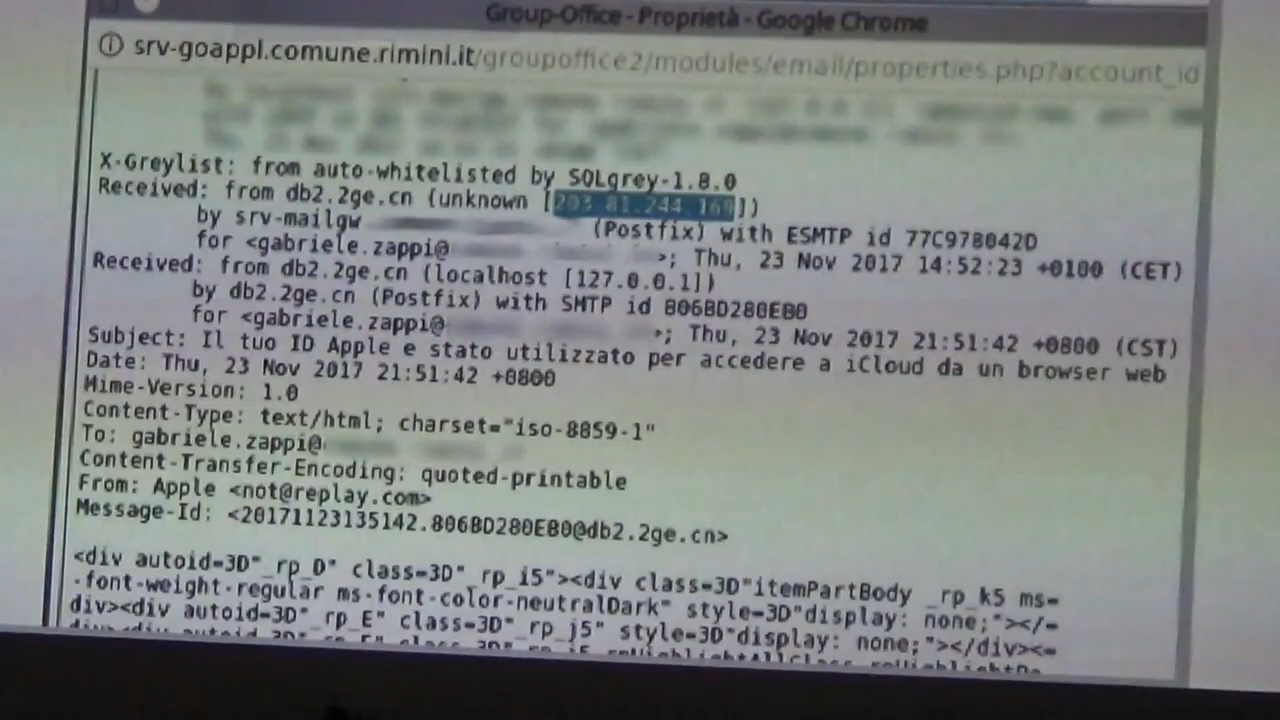 Group-Office - Proprietà - Google Chrome
srv-goappl.comune.rimini.it/groupoffice2/modules/email/properties.php?account_id
X-Greylist: from auto-whitelisted by SQLgrey-1.8.0
Received: from db2.2ge.cn (unknown [203.81.244.169])
by srv-mailgw (Postfix) with ESMTP id 77C978042D
for <gabriele.zappi@ >; Thu, 23 Nov 2017 14:52:23 +0100 (CET)
Received: from db2.2ge.cn (localhost [127.0.0.1])
by db2.2ge.cn (Postfix) with SMTP id 806BD280EB0
for <gabriele.zappi@ >; Thu, 23 Nov 2017 21:51:42 +0800 (CST)
Subject: Il tuo ID Apple e stato utilizzato per accedere a iCloud da un browser web
Date: Thu, 23 Nov 2017 21:51:42 +0800
Mime-Version: 1.0
Content-Type: text/html; charset="iso-8859-1"
To: gabriele.zappi@
Content-Transfer-Encoding: quoted-printable
From: Apple <not@replay.com>
Message-Id: <20171123135142.806BD280EB0@db2.2ge.cn>
<div autoid=3D"_rp_D" class=3D"_rp_i5"><div class=3D"itemPartBody _rp_k5 ms=
-font-weight-regular ms-font-color-neutralDark" style=3D"display: none;"></=
div><div autoid=3D"_rp_E" class=3D"_rp_j5" style=3D"display: none;"></div><=